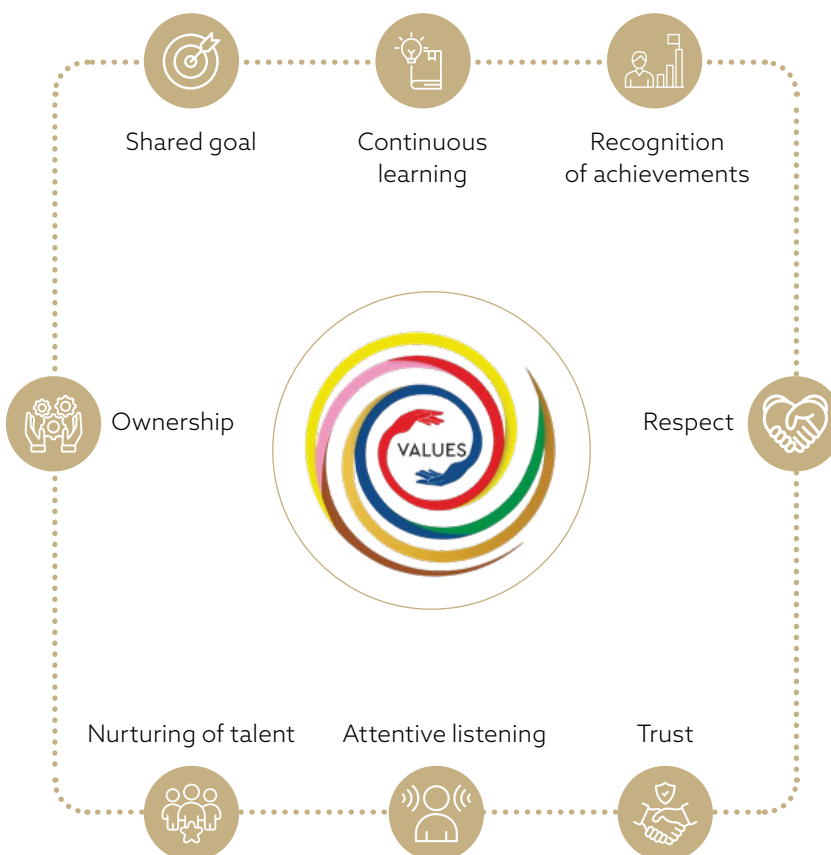 Shared goal
Continuous
learning
Recognition
of achievements
Ownership
VALUES
Respect
Nurturing of talent
Attentive listening
Trust